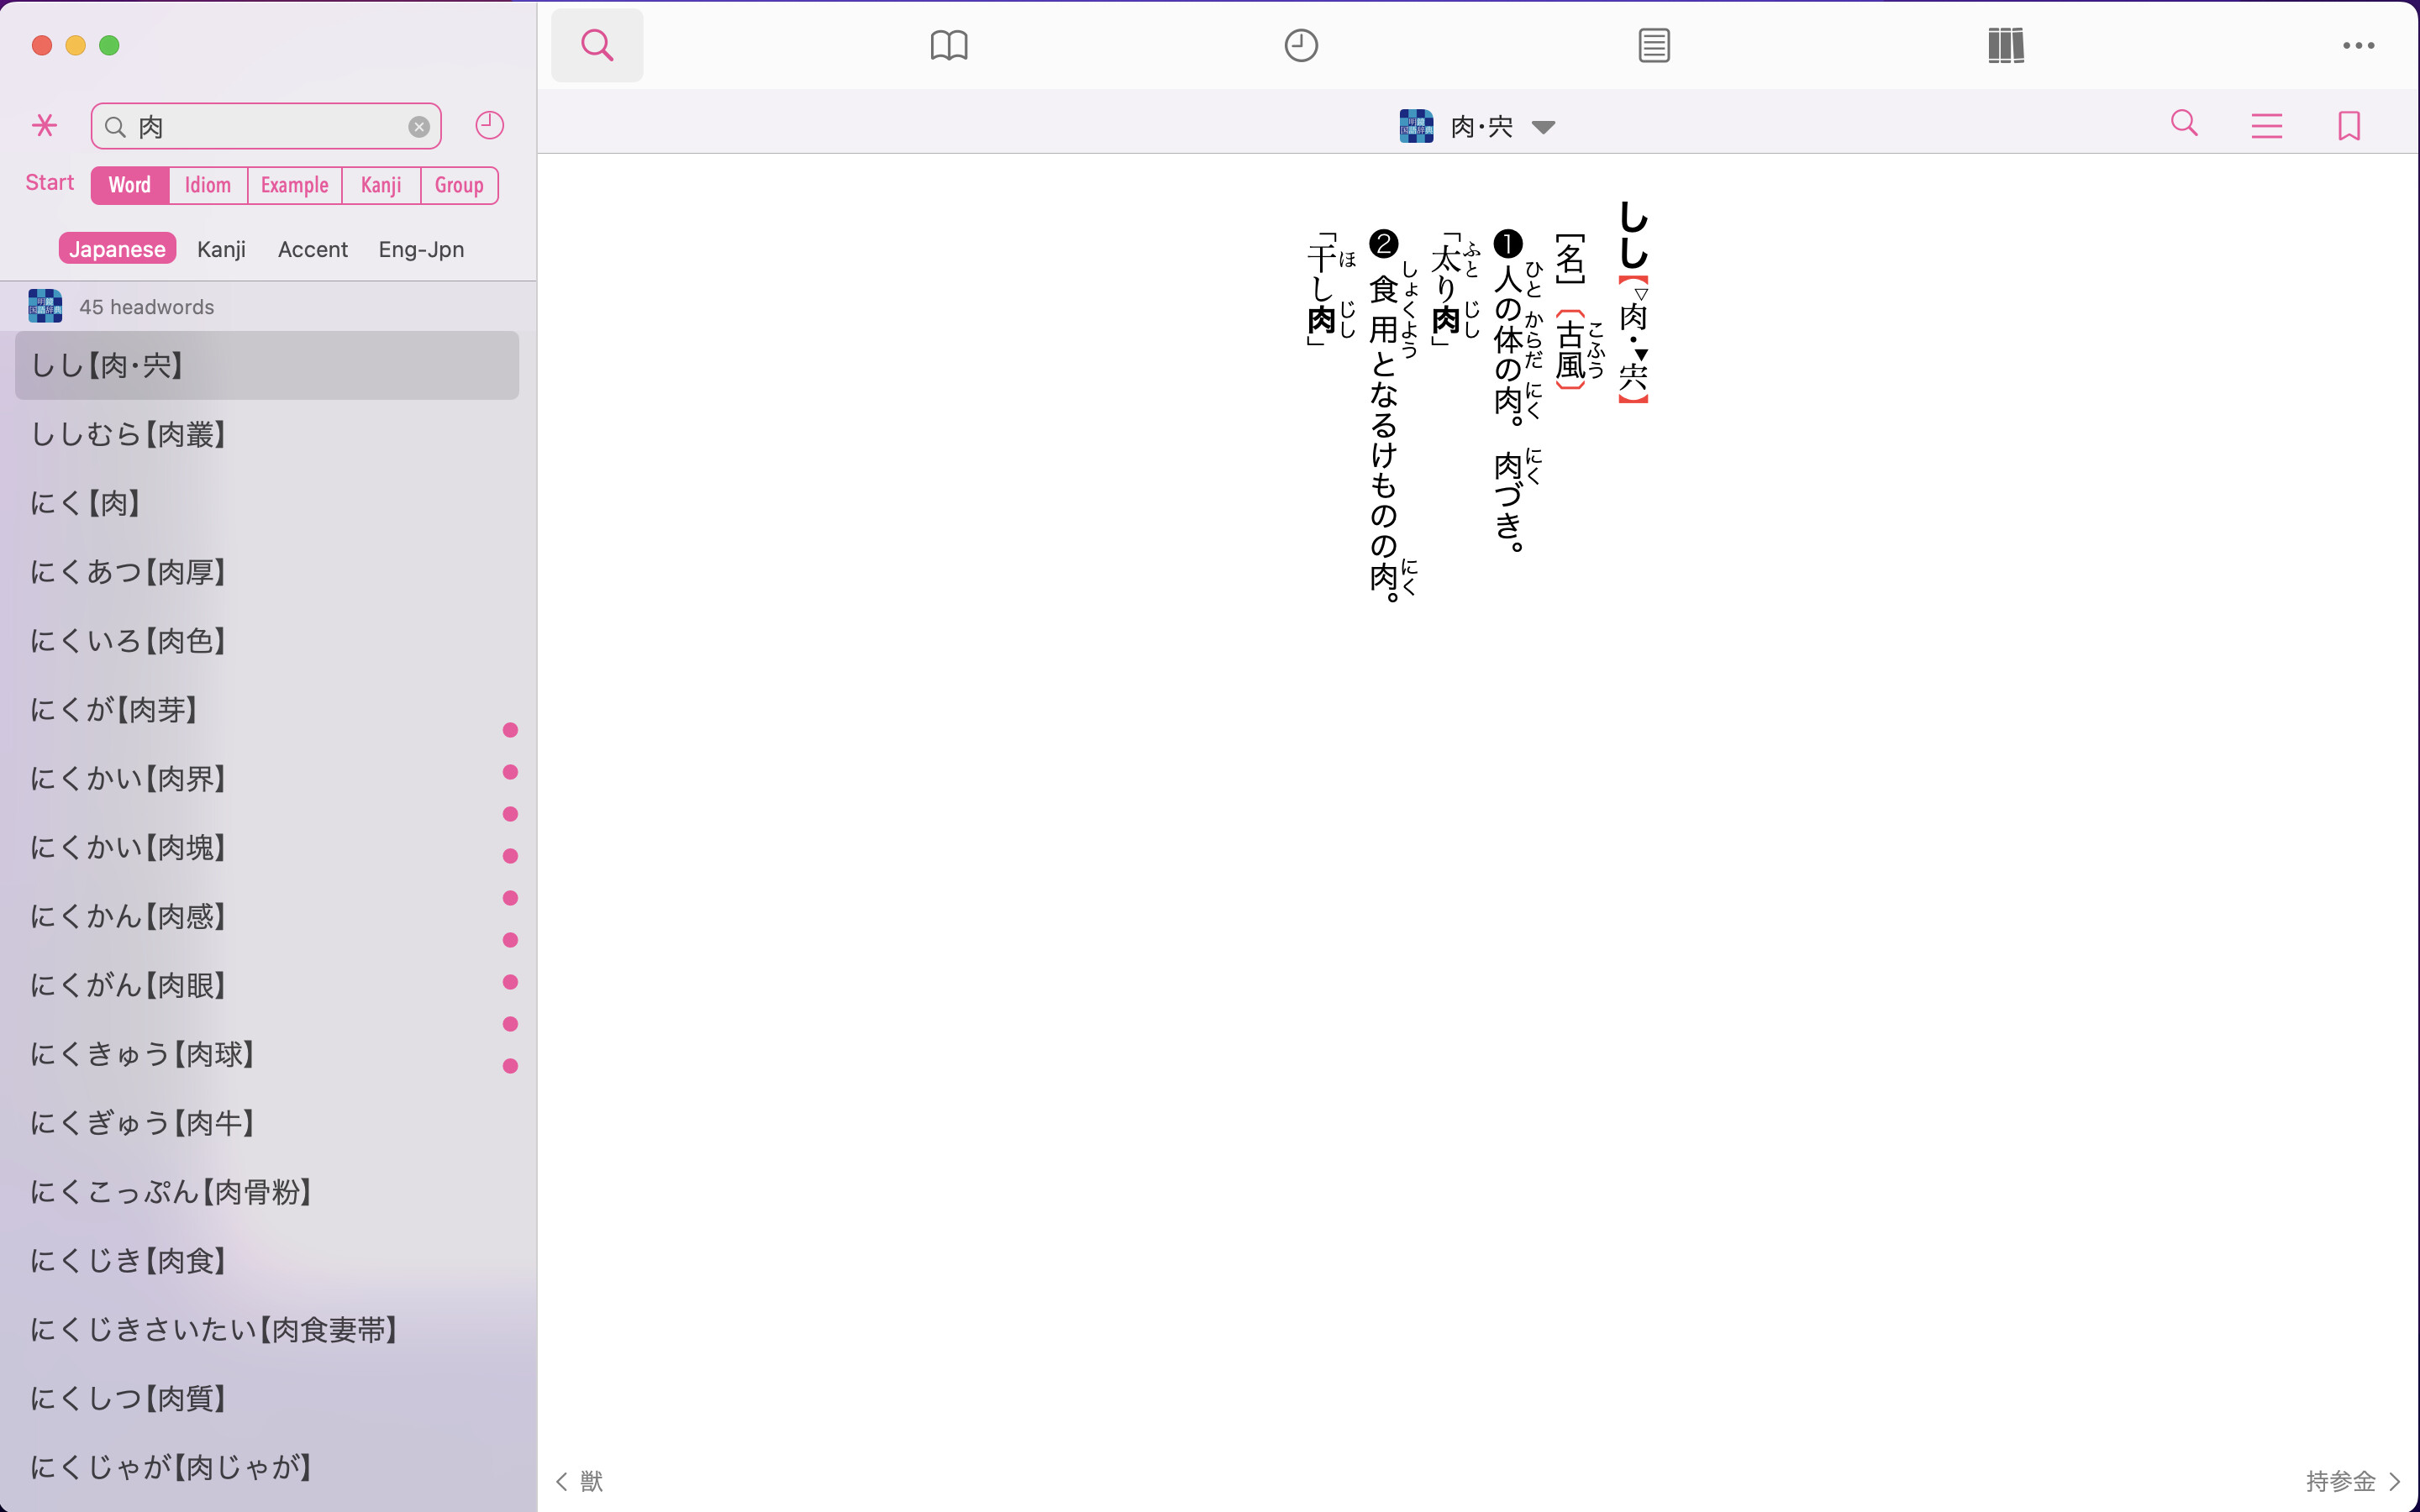 肉
Start
Word Idiom Example Kanji Group
Japanese Kanji Accent Eng-Jpn
45 headwords
しし【肉・宍】
ししむら【肉叢】
にく【肉】
にくあつ【肉厚】
にくいろ【肉色】
にくが【肉芽】
にくかい【肉界】
にくかい【肉塊】
にくかん【肉感】
にくがん【肉眼】
にくきゅう【肉球】
にくぎゅう【肉牛】
にくこっぷん【肉骨粉】
にくじき【肉食】
にくじきさいたい【肉食妻帯】
にくしつ【肉質】
にくじゃが【肉じゃが】
肉・宍
しし【▽肉・▼宍】
[名]〔古風〕
❶人の体の肉。肉づき。
「太り肉」
❷食用となるけものの肉。
「干し肉」
獣
持参金